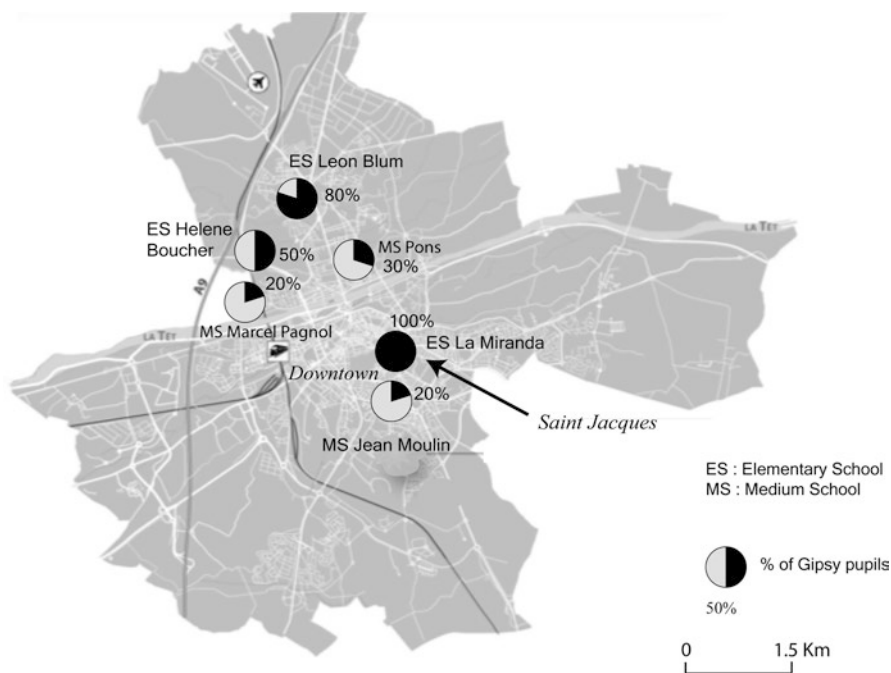 ES Leon Blum
80%
ES Helene
Boucher
50%
MS Pons
30%
LA TET
A9
20%
MS Marcel Pagnol
100%
LA TET
ES La Miranda
Downtown
20%
Saint Jacques
MS Jean Moulin
ES : Elementary School
MS : Medium School
% of Gipsy pupils
50%
0 1.5 Km